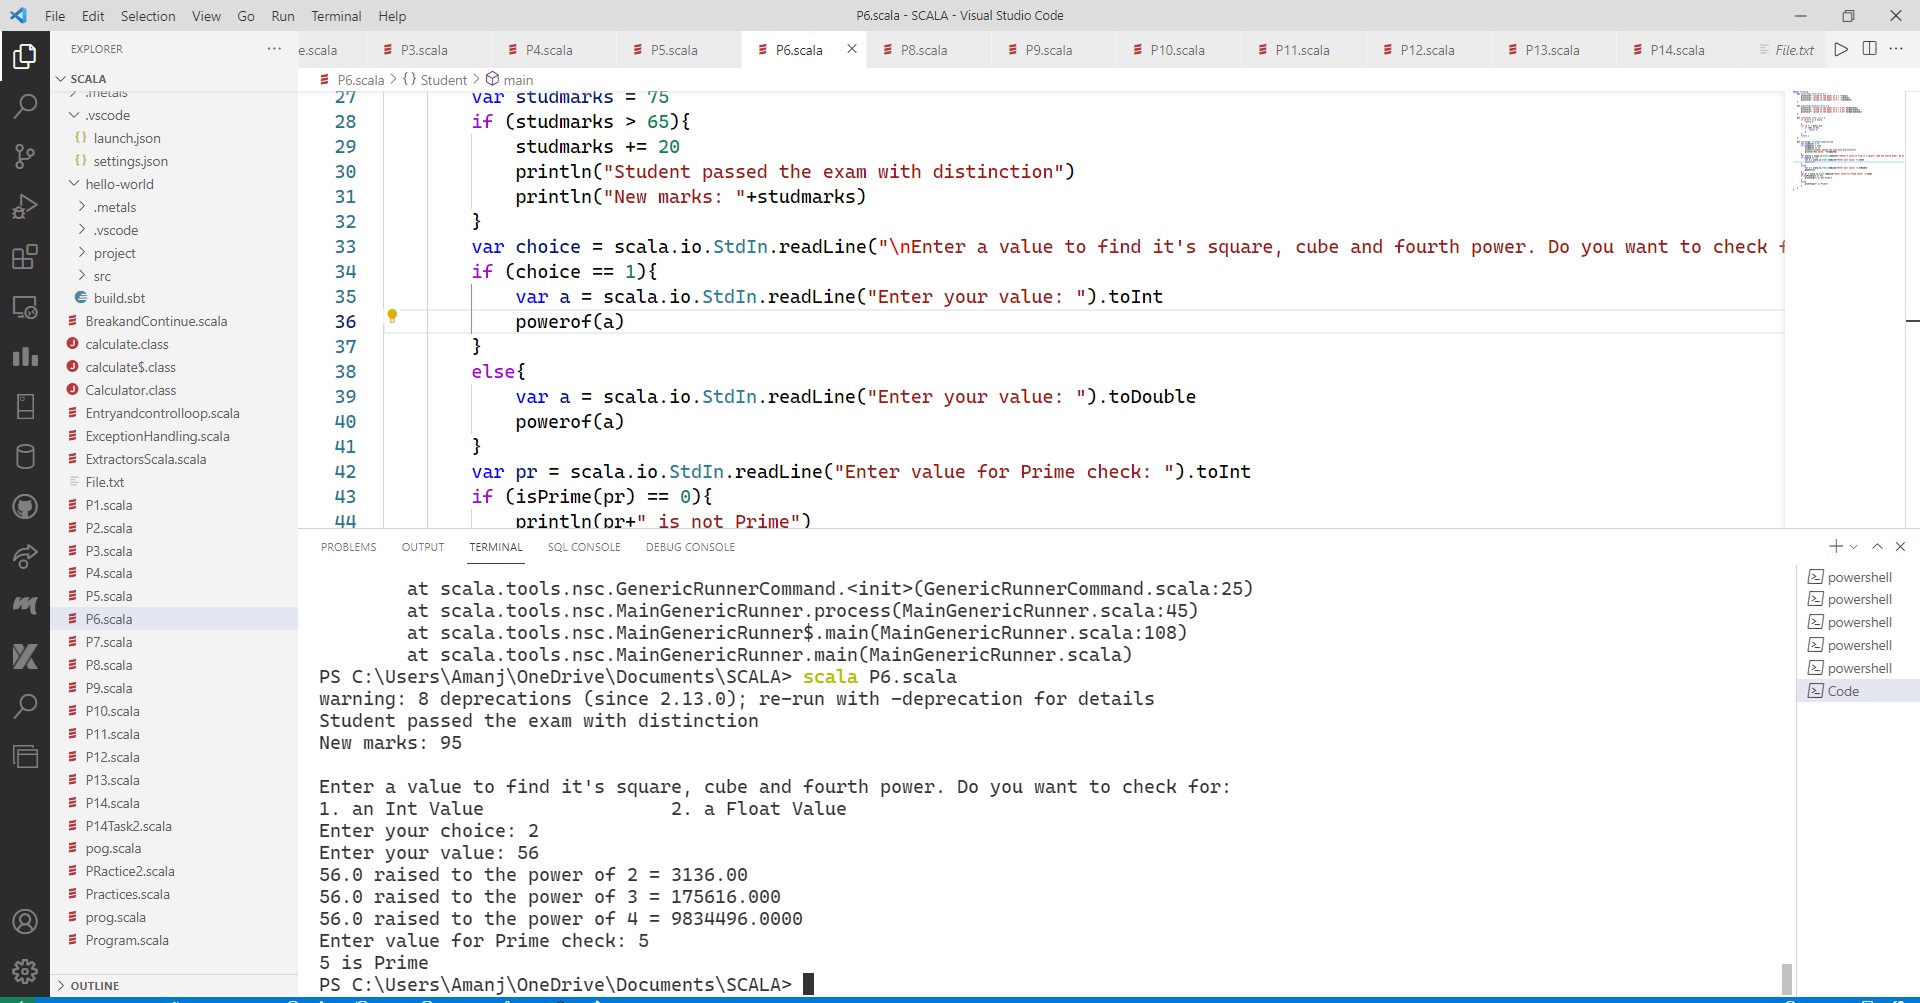 File Edit Selection View Go Run Terminal Help
P6.scala - SCALA - Visual Studio Code
EXPLORER
e.scala P3.scala P4.scala P5.scala P6.scala P8.scala P9.scala P10.scala P11.scala P12.scala P13.scala P14.scala File.txt
SCALA
.metals
.vscode
launch.json
settings.json
hello-world
.metals
.vscode
project
src
build.sbt
BreakandContinue.scala
calculate.class
calculate$.class
Calculator.class
Entryandcontrolloop.scala
ExceptionHandling.scala
ExtractorsScala.scala
File.txt
P1.scala
P2.scala
P3.scala
P4.scala
P5.scala
P6.scala
P7.scala
P8.scala
P9.scala
P10.scala
P11.scala
P12.scala
P13.scala
P14.scala
P14Task2.scala
pog.scala
PRactice2.scala
Practices.scala
prog.scala
Program.scala
OUTLINE
P6.scala > {} Student > main
27 var studmarks = 75
28 if (studmarks > 65){
29 studmarks += 20
30 println("Student passed the exam with distinction")
31 println("New marks: "+studmarks)
32 }
33 var choice = scala.io.StdIn.readLine("\nEnter a value to find it's square, cube and fourth power. Do you want to check f
34 if (choice == 1){
35 var a = scala.io.StdIn.readLine("Enter your value: ").toInt
36 powerof(a)
37 }
38 else{
39 var a = scala.io.StdIn.readLine("Enter your value: ").toDouble
40 powerof(a)
41 }
42 var pr = scala.io.StdIn.readLine("Enter value for Prime check: ").toInt
43 if (isPrime(pr) == 0){
44 println(pr+" is not Prime")
PROBLEMS OUTPUT TERMINAL SQL CONSOLE DEBUG CONSOLE
at scala.tools.nsc.GenericRunnerCommand.<init>(GenericRunnerCommand.scala:25)
at scala.tools.nsc.MainGenericRunner.process(MainGenericRunner.scala:45)
at scala.tools.nsc.MainGenericRunner$.main(MainGenericRunner.scala:108)
at scala.tools.nsc.MainGenericRunner.main(MainGenericRunner.scala)
PS C:\Users\Amanj\OneDrive\Documents\SCALA> scala P6.scala
warning: 8 deprecations (since 2.13.0); re-run with -deprecation for details
Student passed the exam with distinction
New marks: 95
Enter a value to find it's square, cube and fourth power. Do you want to check for:
1. an Int Value 2. a Float Value
Enter your choice: 2
Enter your value: 56
56.0 raised to the power of 2 = 3136.00
56.0 raised to the power of 3 = 175616.000
56.0 raised to the power of 4 = 9834496.0000
Enter value for Prime check: 5
5 is Prime
PS C:\Users\Amanj\OneDrive\Documents\SCALA>
powershell
powershell
powershell
powershell
powershell
Code